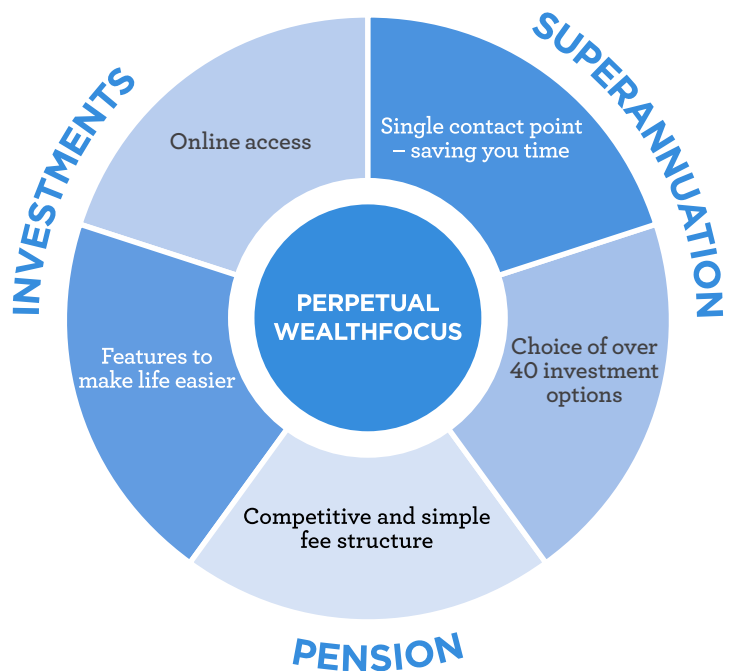 INVESTMENTS
SUPERANNUATION
Online access
Single contact point
– saving you time
PERPETUAL
WEALTHFOCUS
Features to
make life easier
Choice of over
40 investment
options
Competitive and simple
fee structure
PENSION